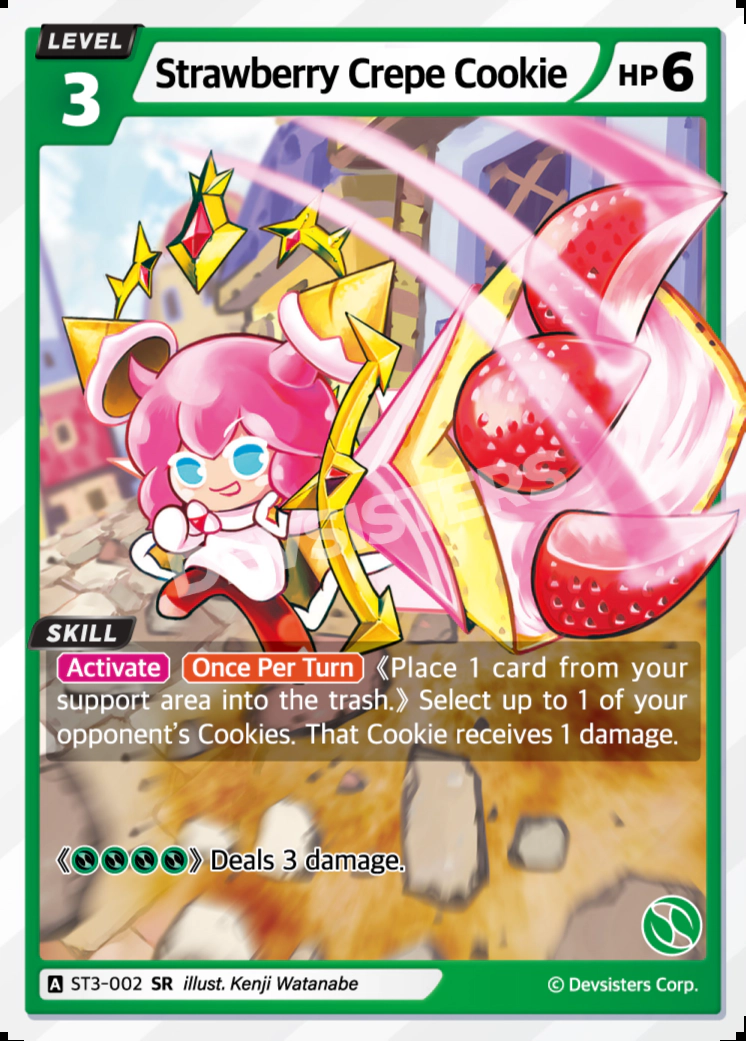 LEVEL
3
Strawberry Crepe Cookie
HP 6
DEVSISTERS
SKILL
Activate Once Per Turn 《Place 1 card from your
support area into the trash.》 Select up to 1 of your
opponent's Cookies. That Cookie receives 1 damage.
《》 Deals 3 damage.
A ST3-002 SR illust. Kenji Watanabe
© Devsisters Corp.